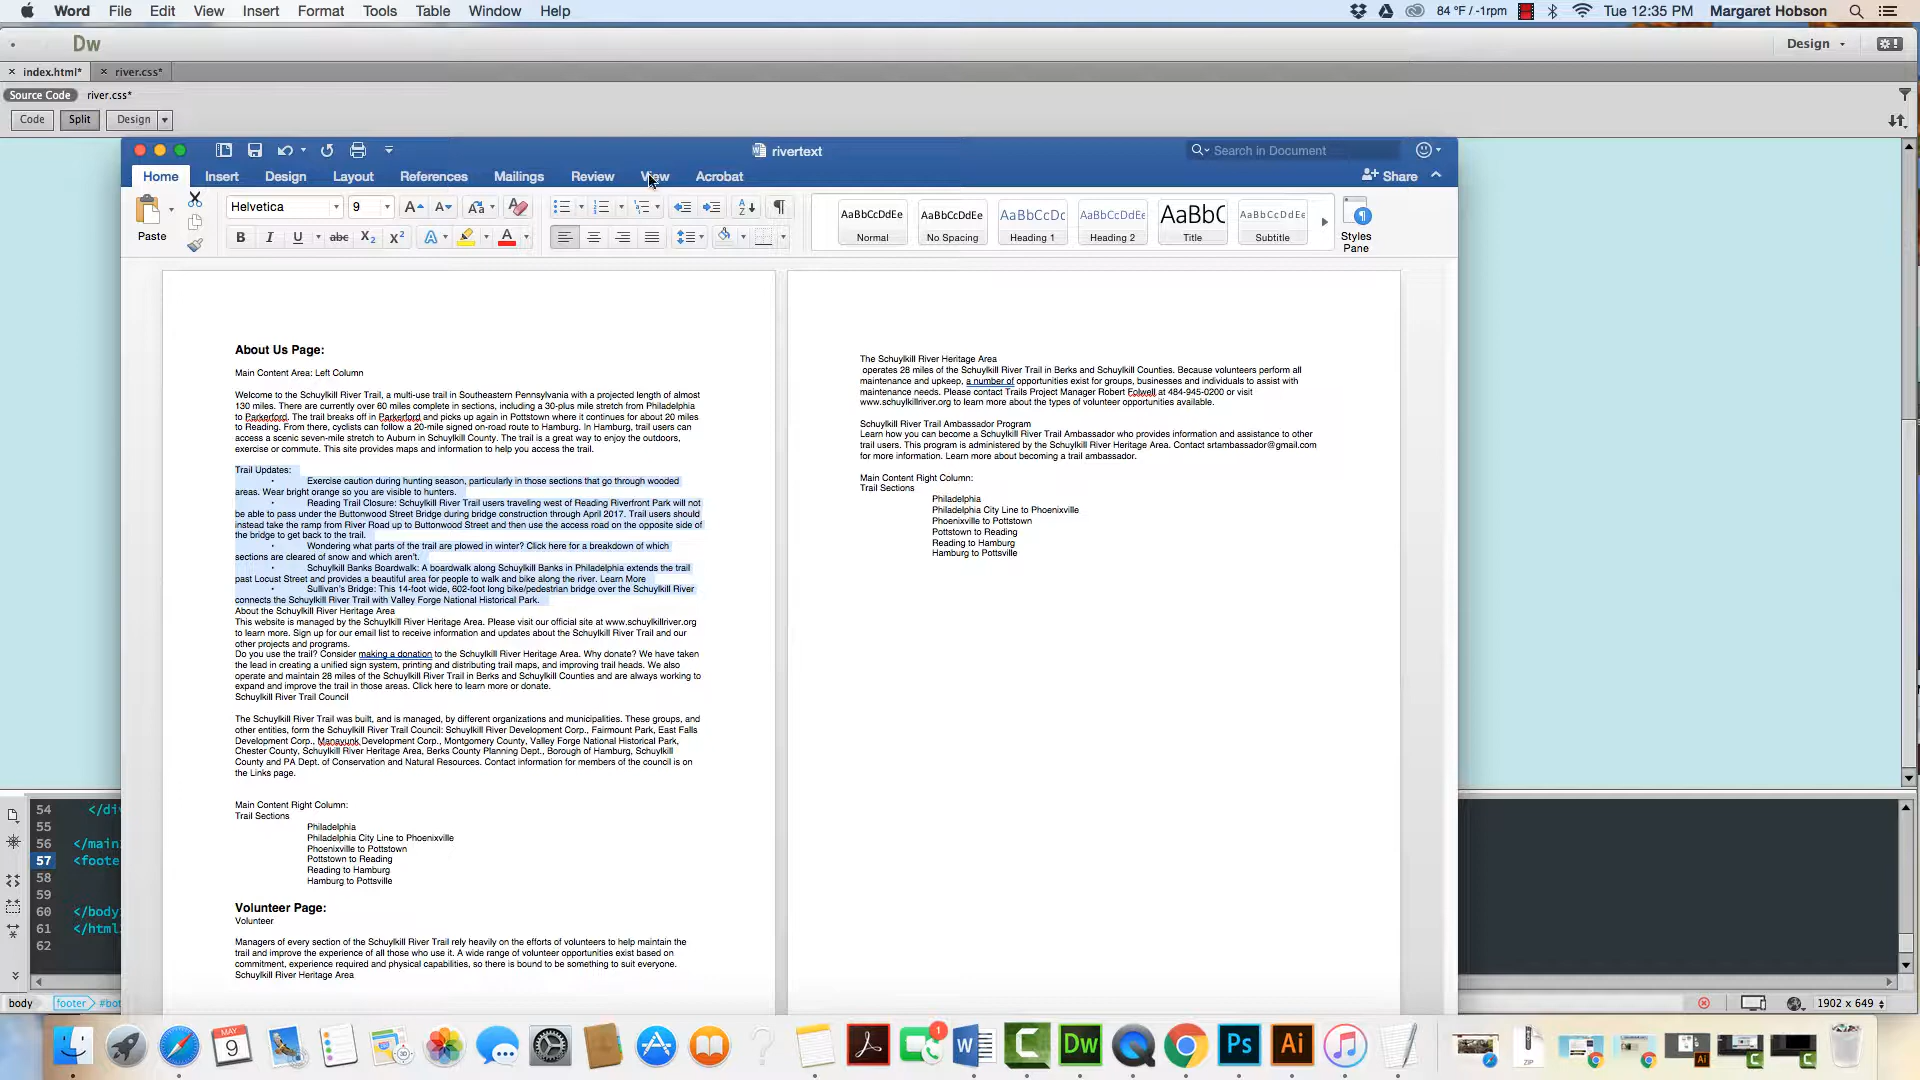 Word File Edit View Insert Format Tools Table Window Help
84 °F / -1rpm Tue 12:35 PM Margaret Hobson
Dw Design
index.html* river.css*
Source Code river.css*
Code Split Design
rivertext
Search in Document
Home Insert Design Layout References Mailings Review View Acrobat
Share
Paste
Helvetica 9
AaBbCcDdEe AaBbCcDdEe AaBbCcDc AaBbCcDdEe AaBbC AaBbCcDdEe
Normal No Spacing Heading 1 Heading 2 Title Subtitle
Styles Pane
About Us Page:
Main Content Area: Left Column
Welcome to the Schuylkill River Trail, a multi-use trail in Southeastern Pennsylvania with a projected length of almost
130 miles. There are currently over 60 miles complete in sections, including a 30-plus mile stretch from Philadelphia
to Parkerford. The trail breaks off in Parkerford and picks up again in Pottstown where it continues for about 20 miles
to Reading. From there, cyclists can follow a 20-mile signed on-road route to Hamburg. In Hamburg, trail users can
access a scenic seven-mile stretch to Auburn in Schuylkill County. The trail is a great way to enjoy the outdoors,
exercise or commute. This site provides maps and information to help you access the trail.
Trail Updates:
• Exercise caution during hunting season, particularly in those sections that go through wooded
areas. Wear bright orange so you are visible to hunters.
Reading Trail Closure: Schuylkill River Trail users traveling west of Reading Riverfront Park will not
be able to pass under the Buttonwood Street Bridge during bridge construction through April 2017. Trail users should
instead take the ramp from River Road up to Buttonwood Street and then use the access road on the opposite side of
the bridge to get back to the trail.
• Wondering what parts of the trail are plowed in winter? Click here for a breakdown of which
sections are cleared of snow and which aren't.
• Schuylkill Banks Boardwalk: A boardwalk along Schuylkill Banks in Philadelphia extends the trail
past Locust Street and provides a beautiful area for people to walk and bike along the river. Learn More
• Sullivan's Bridge: This 14-foot wide, 602-foot long bike/pedestrian bridge over the Schuylkill River
connects the Schuylkill River Trail with Valley Forge National Historical Park.
About the Schuylkill River Heritage Area
This website is managed by the Schuylkill River Heritage Area. Please visit our official site at www.schuylkillriver.org
to learn more. Sign up for our email list to receive information and updates about the Schuylkill River Trail and our
other projects and programs.
Do you use the trail? Consider making a donation to the Schuylkill River Heritage Area. Why donate? We have taken
the lead in creating a unified sign system, printing and distributing trail maps, and improving trail heads. We also
operate and maintain 28 miles of the Schuylkill River Trail in Berks and Schuylkill Counties and are always working to
expand and improve the trail in those areas. Click here to learn more or donate.
Schuylkill River Trail Council
The Schuylkill River Trail was built, and is managed, by different organizations and municipalities. These groups, and
other entities, form the Schuylkill River Trail Council: Schuylkill River Development Corp., Fairmount Park, East Falls
Development Corp., Manayunk Development Corp., Montgomery County, Valley Forge National Historical Park,
Chester County, Schuylkill River Heritage Area, Berks County Planning Dept., Borough of Hamburg, Schuylkill
County and PA Dept. of Conservation and Natural Resources. Contact information for members of the council is on
the Links page.
Main Content Right Column:
Trail Sections
Philadelphia
Philadelphia City Line to Phoenixville
Phoenixville to Pottstown
Pottstown to Reading
Reading to Hamburg
Hamburg to Pottsville
Volunteer Page:
Volunteer
Managers of every section of the Schuylkill River Trail rely heavily on the efforts of volunteers to help maintain the
trail and improve the experience of all those who use it. A wide range of volunteer opportunities exist based on
commitment, experience required and physical capabilities, so there is bound to be something to suit everyone.
Schuylkill River Heritage Area
The Schuylkill River Heritage Area
operates 28 miles of the Schuylkill River Trail in Berks and Schuylkill Counties. Because volunteers perform all
maintenance and upkeep, a number of opportunities exist for groups, businesses and individuals to assist with
maintenance needs. Please contact Trails Project Manager Robert Folwell at 484-945-0200 or visit
www.schuylkillriver.org to learn more about the types of volunteer opportunities available.
Schuylkill River Trail Ambassador Program
Learn how you can become a Schuylkill River Trail Ambassador who provides information and assistance to other
trail users. This program is administered by the Schuylkill River Heritage Area. Contact srtambassador@gmail.com
for more information. Learn more about becoming a trail ambassador.
Main Content Right Column:
Trail Sections
Philadelphia
Philadelphia City Line to Phoenixville
Phoenixville to Pottstown
Pottstown to Reading
Reading to Hamburg
Hamburg to Pottsville
54 </div
55
56 </main
57 <foote
58
59
60 </body
61 </html
62
body footer #bot
1902 x 649
MAY 9 1 Dw Ps Ai ZIP